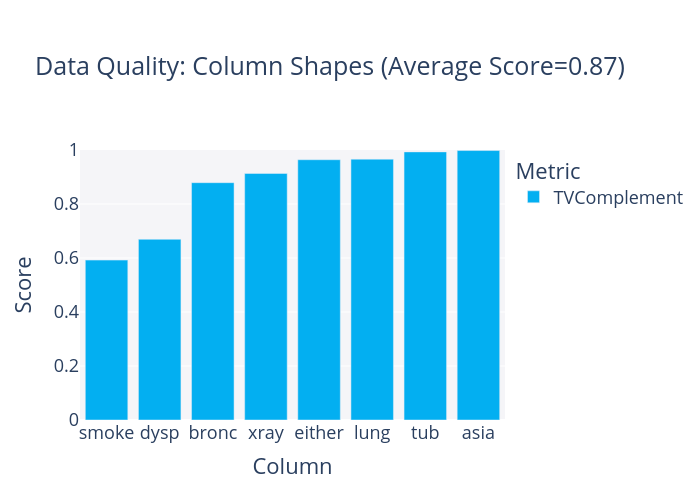 Data Quality: Column Shapes (Average Score=0.87)
Metric
TVComplement
Score
1
0.8
0.6
0.4
0.2
0
smoke dysp bronc xray either lung tub asia
Column